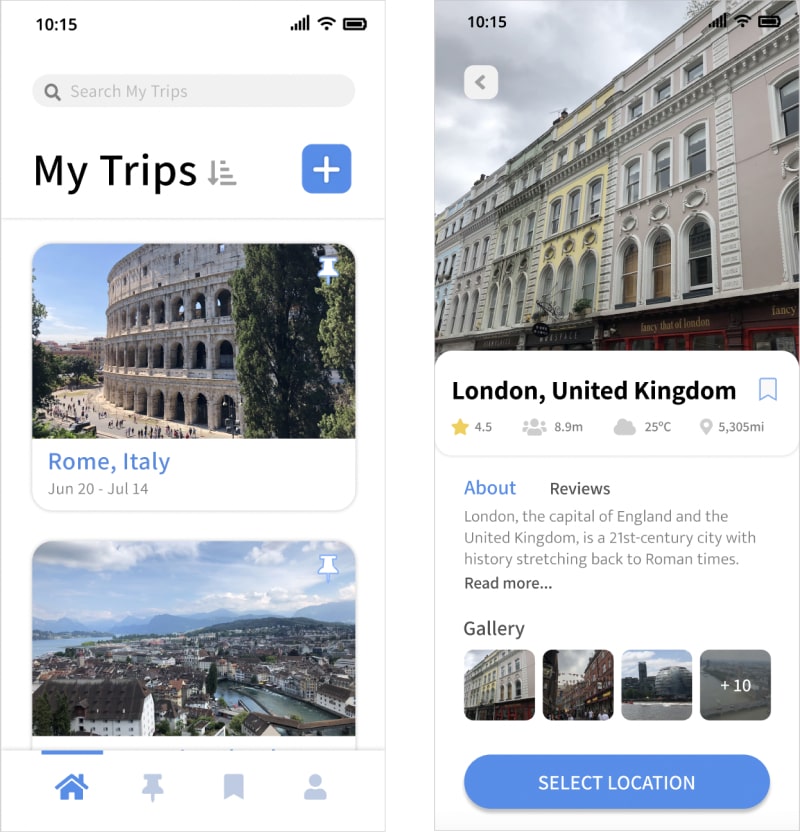 10:15
Search My Trips
My Trips
Rome, Italy
Jun 20 - Jul 14
10:15
fancy that of london
fancy
London, United Kingdom
4.5
8.9m
25ºC
5,305mi
About
Reviews
London, the capital of England and the
United Kingdom, is a 21st-century city with
history stretching back to Roman times.
Read more...
Gallery
+ 10
SELECT LOCATION